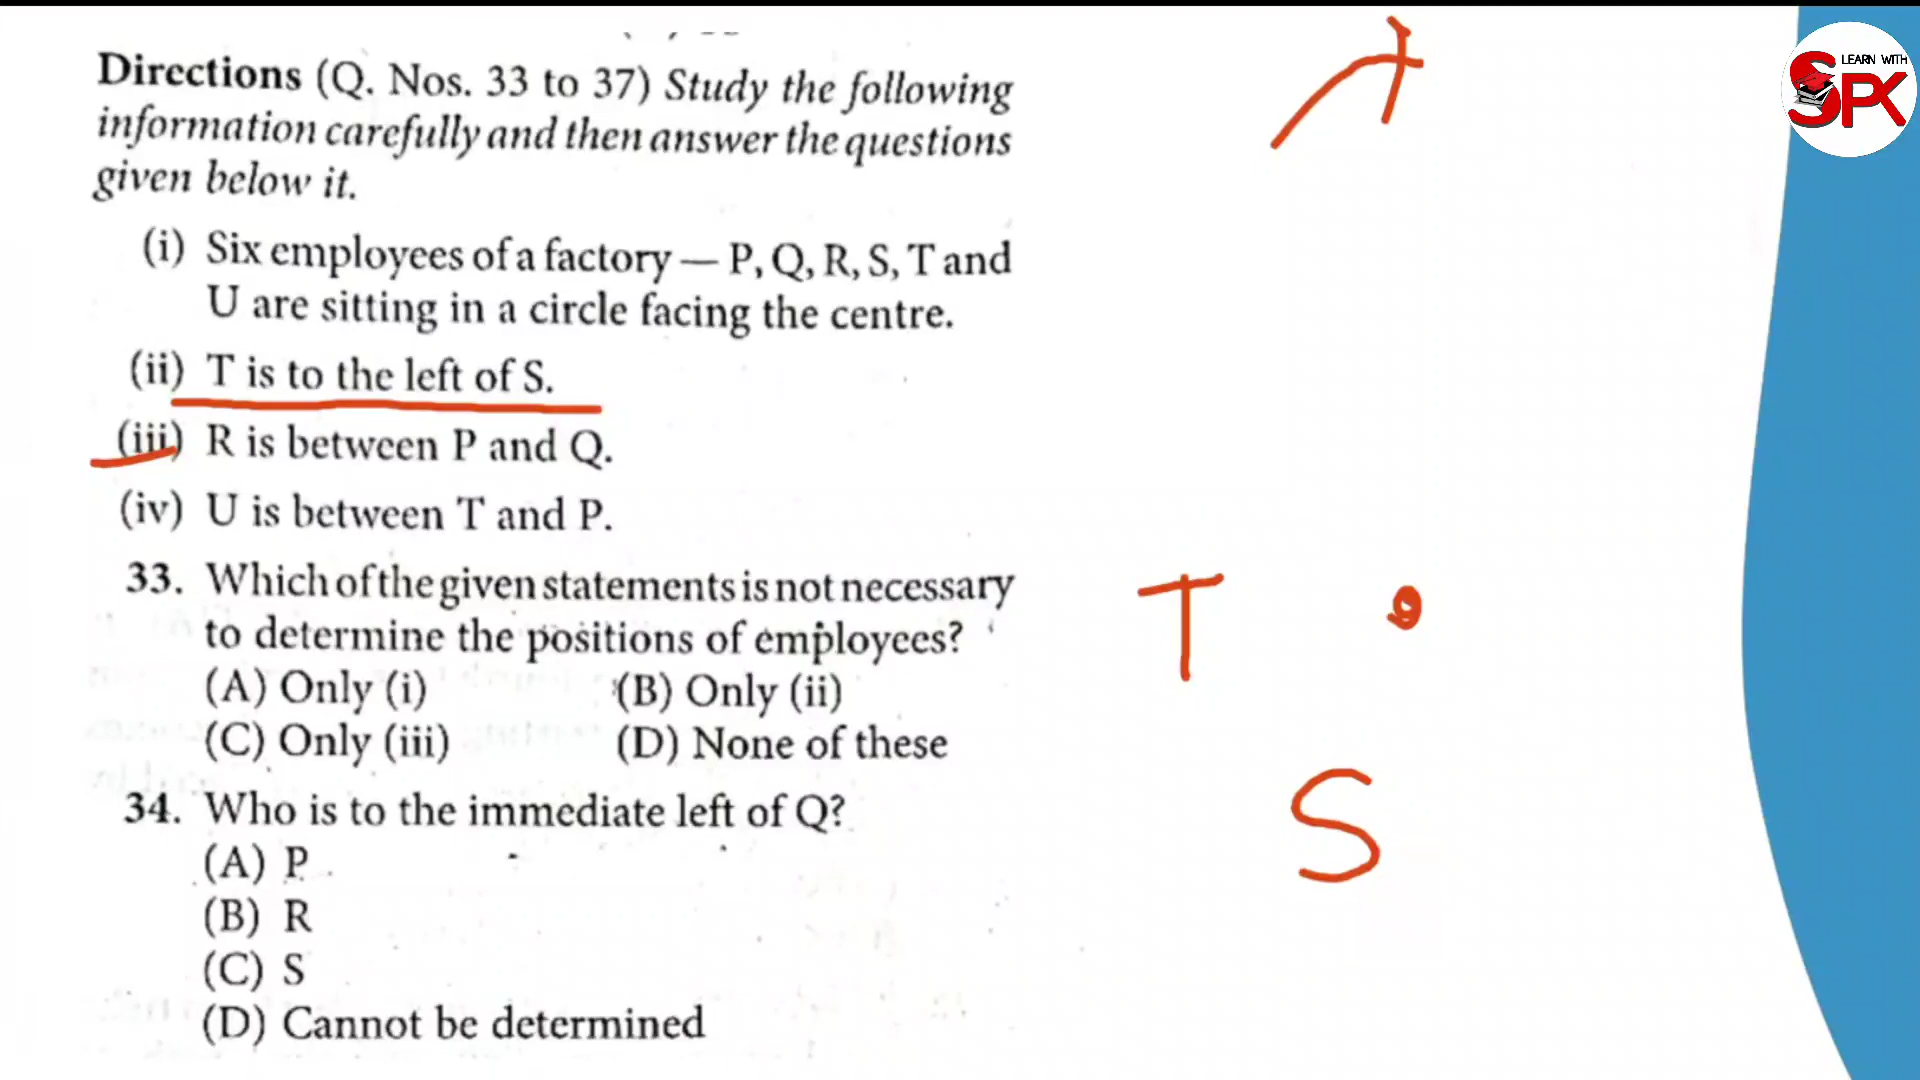 LEARN WITH
SPK
Directions (Q. Nos. 33 to 37) Study the following
information carefully and then answer the questions
given below it.
(i) Six employees of a factory — P, Q, R, S, T and
U are sitting in a circle facing the centre.
(ii) T is to the left of S.
(iii) R is between P and Q.
(iv) U is between T and P.
33. Which of the given statements is not necessary
to determine the positions of employees?
(A) Only (i) (B) Only (ii)
(C) Only (iii) (D) None of these
34. Who is to the immediate left of Q?
(A) P
(B) R
(C) S
(D) Cannot be determined
T
S